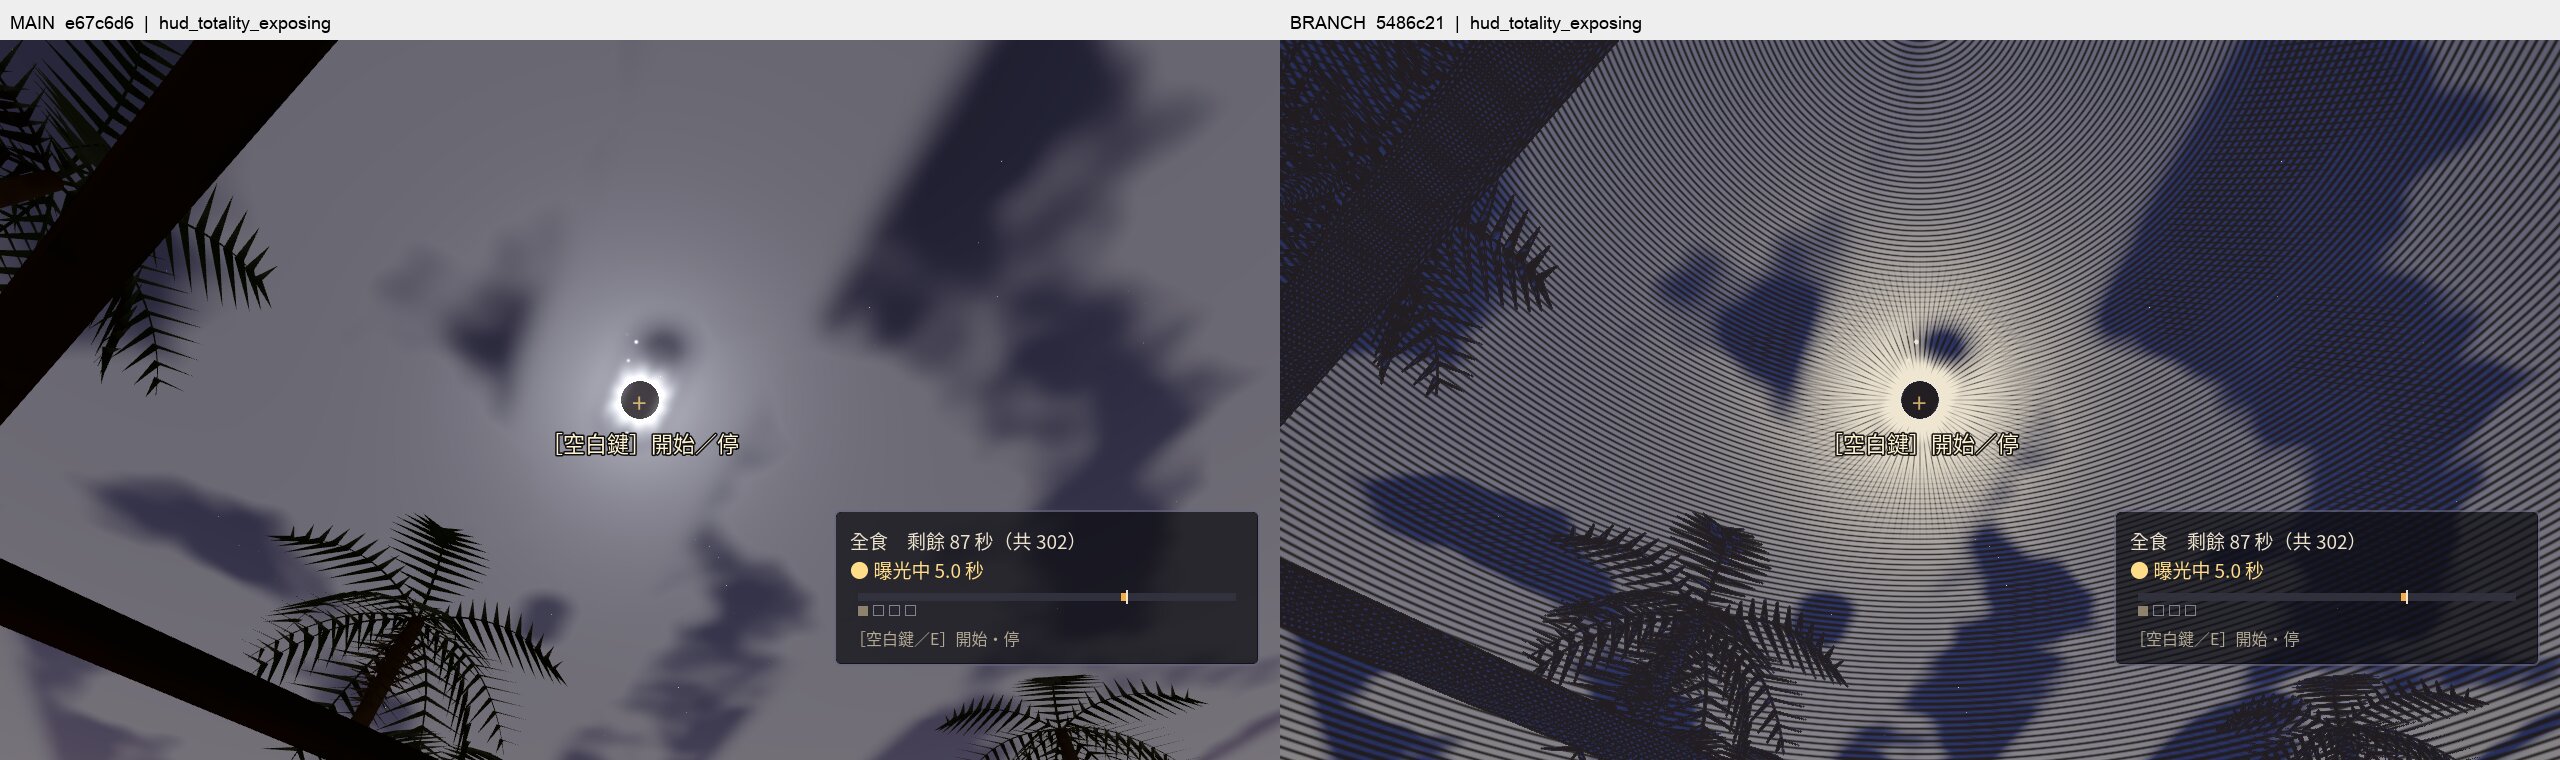 MAIN e67c6d6 | hud_totality_exposing
BRANCH 5486c21 | hud_totality_exposing
[空白鍵] 開始／停
全食 剩餘 87 秒（共 302）
曝光中 5.0 秒
[空白鍵／E] 開始・停
[空白鍵] 開始／停
全食 剩餘 87 秒（共 302）
曝光中 5.0 秒
[空白鍵／E] 開始・停